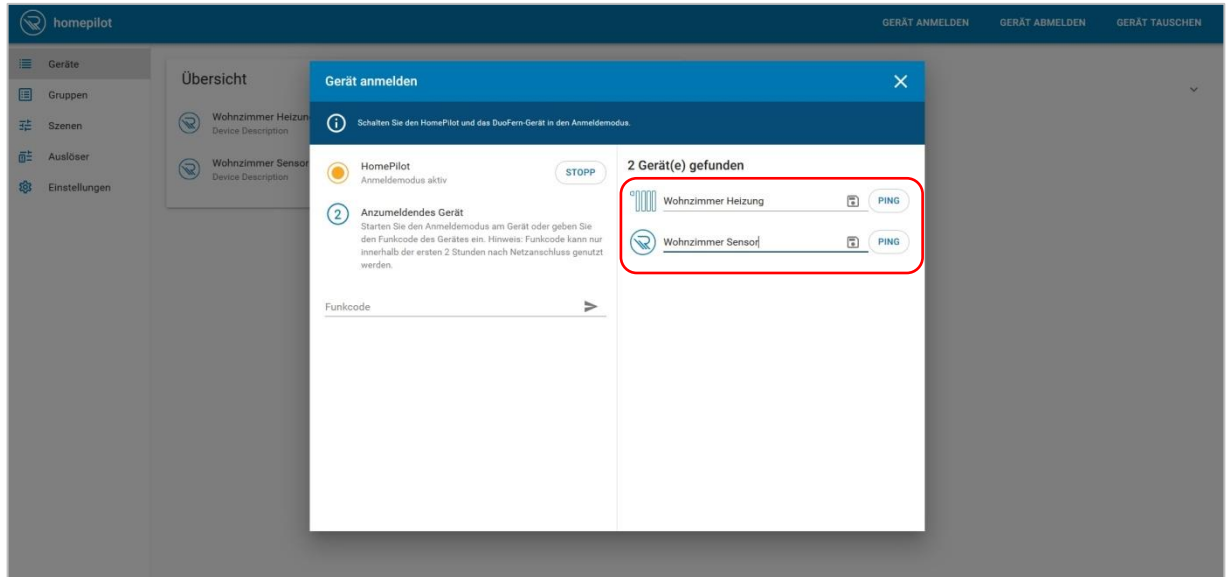 homepilot
GERÄT ANMELDEN
GERÄT ABMELDEN
GERÄT TAUSCHEN
Geräte
Gruppen
Szenen
Auslöser
Einstellungen
Übersicht
Wohnzimmer Heizun
Device Description
Wohnzimmer Sensor
Device Description
Gerät anmelden
Schalten Sie den HomePilot und das DuoFern-Gerät in den Anmeldemodus.
HomePilot
Anmeldemodus aktiv
STOPP
2
Anzumeldendes Gerät
Starten Sie den Anmeldemodus am Gerät oder geben Sie
den Funkcode des Gerätes ein. Hinweis: Funkcode kann nur
innerhalb der ersten 2 Stunden nach Netzanschluss genutzt
werden.
Funkcode
2 Gerät(e) gefunden
Wohnzimmer Heizung
PING
Wohnzimmer Sensor
PING